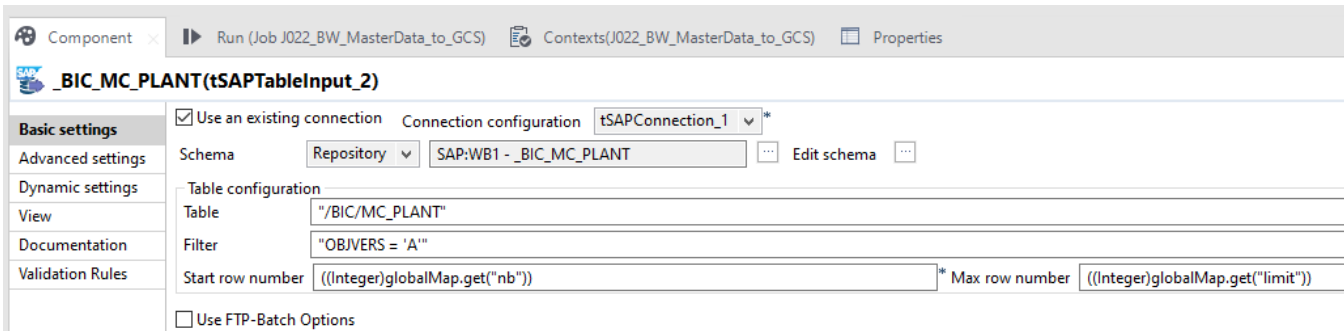 Component Run (Job J022_BW_MasterData_to_GCS) Contexts(J022_BW_MasterData_to_GCS) Properties
SAP _BIC_MC_PLANT(tSAPTableInput_2)
Basic settings
Advanced settings
Dynamic settings
View
Documentation
Validation Rules
Use an existing connection Connection configuration tSAPConnection_1 *
Schema Repository SAP:WB1 - _BIC_MC_PLANT ... Edit schema ...
Table configuration
Table "/BIC/MC_PLANT"
Filter "OBJVERS = 'A'"
Start row number ((Integer)globalMap.get("nb")) * Max row number ((Integer)globalMap.get("limit"))
Use FTP-Batch Options